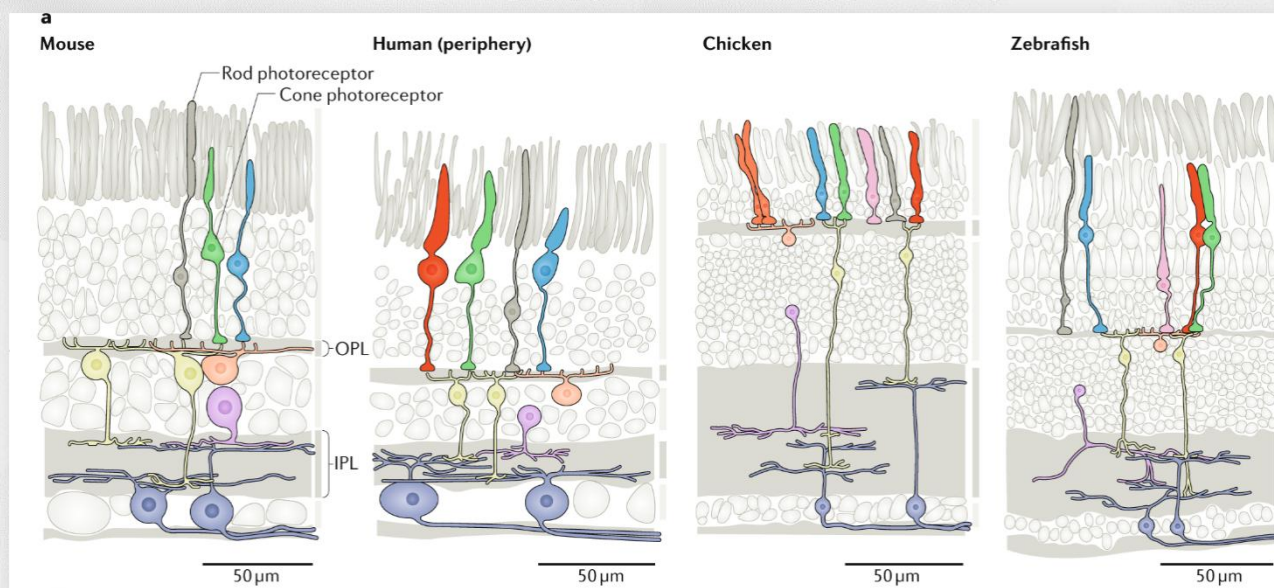 a
Mouse
Human (periphery)
Chicken
Zebrafish
Rod photoreceptor
Cone photoreceptor
OPL
IPL
50 µm
50 µm
50 µm
50 µm